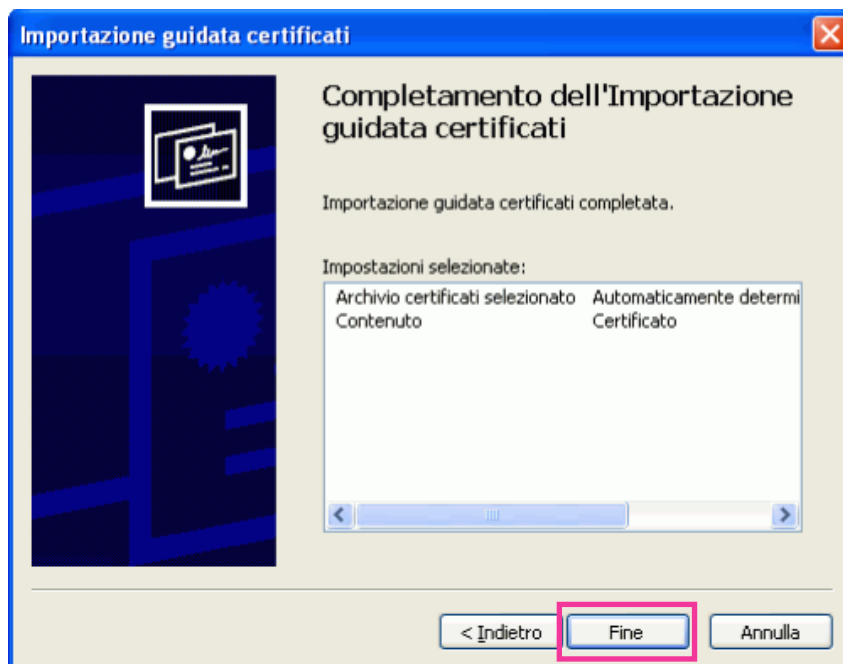 Importazione guidata certificati
Completamento dell'Importazione
guidata certificati
Importazione guidata certificati completata.
Impostazioni selezionate:
Archivio certificati selezionato Automaticamente determi
Contenuto Certificato
< Indietro Fine Annulla